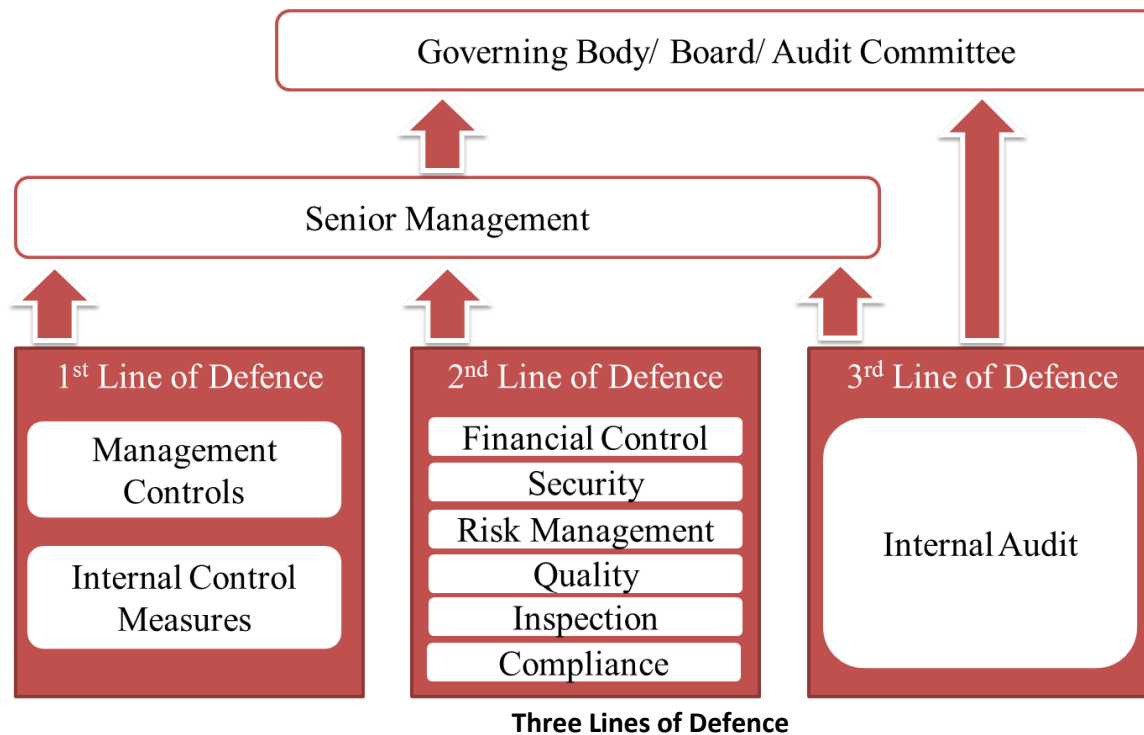 Governing Body/ Board/ Audit Committee
Senior Management
1st Line of Defence
Management
Controls
Internal Control
Measures
2nd Line of Defence
Financial Control
Security
Risk Management
Quality
Inspection
Compliance
3rd Line of Defence
Internal Audit
Three Lines of Defence